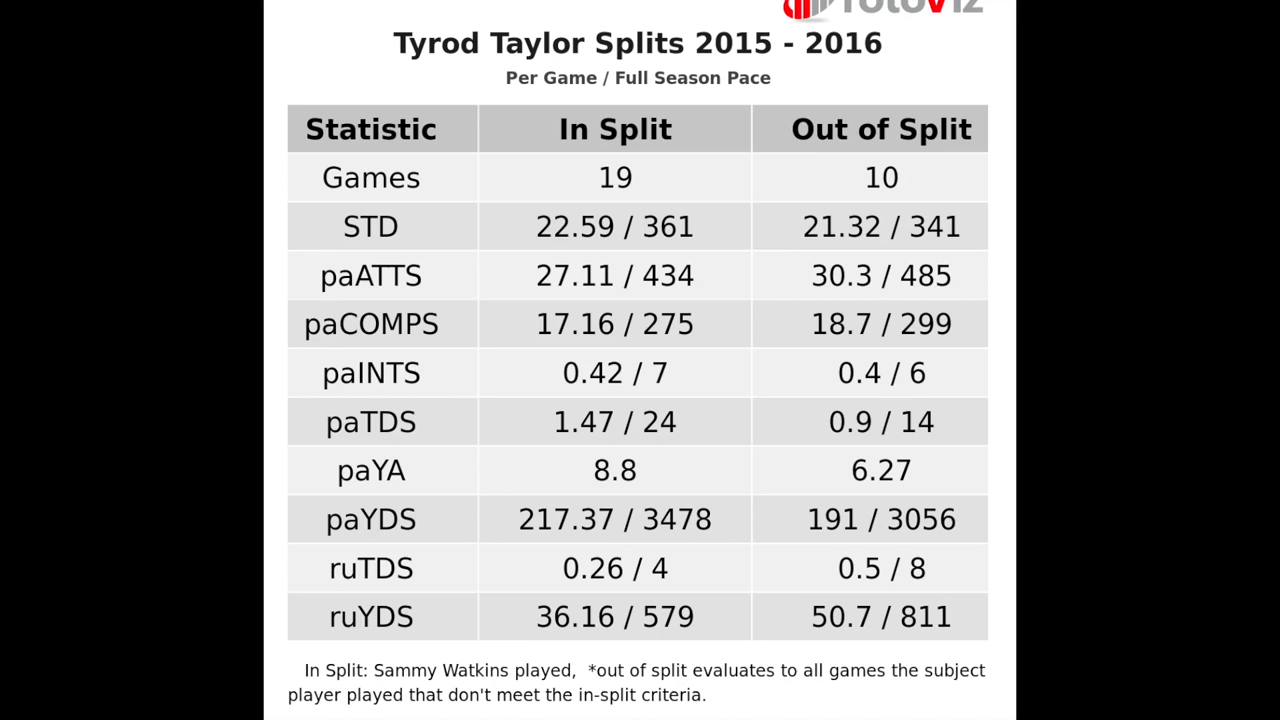 rotoviz
Tyrod Taylor Splits 2015 - 2016
Per Game / Full Season Pace
Statistic In Split Out of Split
Games 19 10
STD 22.59 / 361 21.32 / 341
paATTS 27.11 / 434 30.3 / 485
paCOMPS 17.16 / 275 18.7 / 299
paINTS 0.42 / 7 0.4 / 6
paTDS 1.47 / 24 0.9 / 14
paYA 8.8 6.27
paYDS 217.37 / 3478 191 / 3056
ruTDS 0.26 / 4 0.5 / 8
ruYDS 36.16 / 579 50.7 / 811
In Split: Sammy Watkins played, *out of split evaluates to all games the subject
player played that don't meet the in-split criteria.